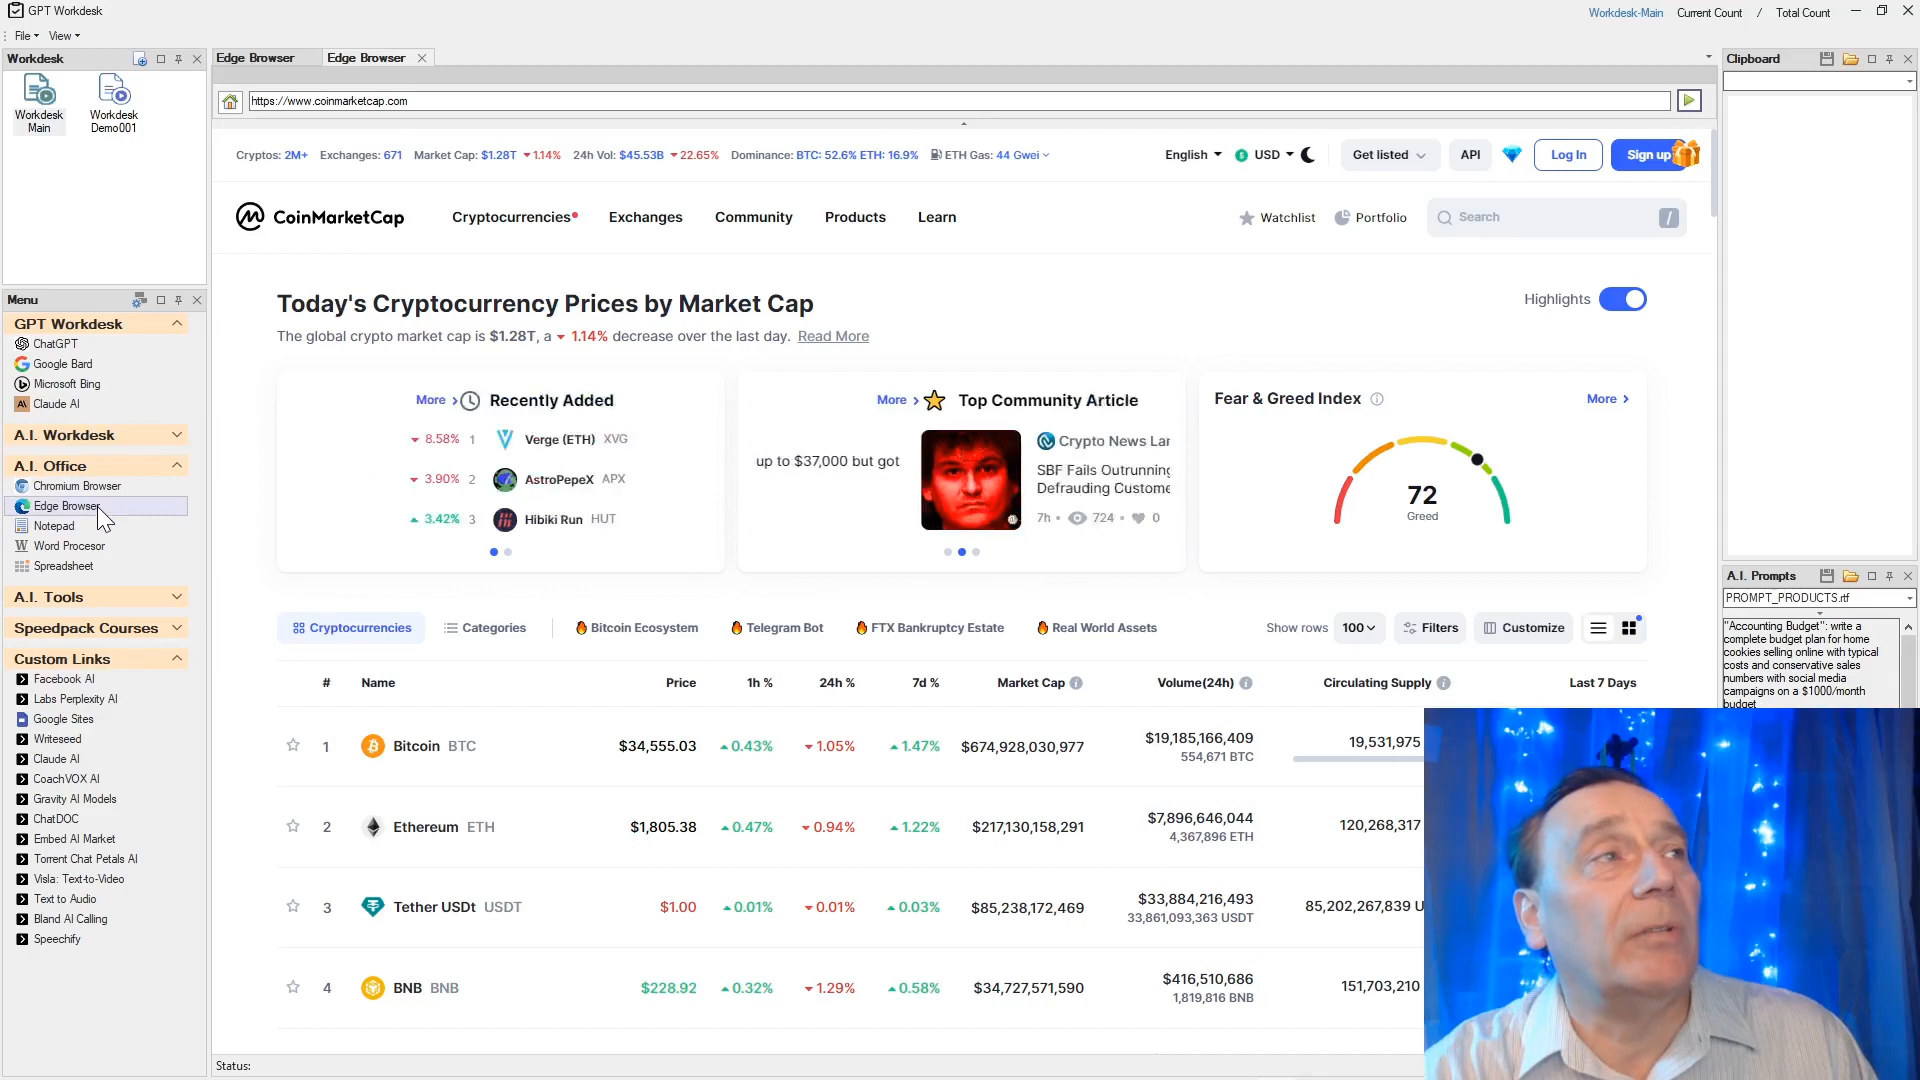 GPT Workdesk
Workdesk-Main Current Count / Total Count
File View
Workdesk
Workdesk Main
Workdesk Demo001
Menu
GPT Workdesk
ChatGPT
Google Bard
Microsoft Bing
Claude AI
A.I. Workdesk
A.I. Office
Chromium Browser
Edge Browser
Notepad
Word Procesor
Spreadsheet
A.I. Tools
Speedpack Courses
Custom Links
Facebook AI
Labs Perplexity AI
Google Sites
Writeseed
Claude AI
CoachVOX AI
Gravity AI Models
ChatDOC
Embed AI Market
Torrent Chat Petals AI
Visla: Text-to-Video
Text to Audio
Bland AI Calling
Speechify
Edge Browser Edge Browser
https://www.coinmarketcap.com
Cryptos: 2M+ Exchanges: 671 Market Cap: $1.28T 1.14% 24h Vol: $45.53B 22.65% Dominance: BTC: 52.6% ETH: 16.9% ETH Gas: 44 Gwei
English USD Get listed API Log In Sign up
CoinMarketCap Cryptocurrencies Exchanges Community Products Learn
Watchlist Portfolio Search /
Today's Cryptocurrency Prices by Market Cap
Highlights
The global crypto market cap is $1.28T, a 1.14% decrease over the last day. Read More
More Recently Added
8.58% 1 Verge (ETH) XVG
3.90% 2 AstroPepeX APX
3.42% 3 Hibiki Run HUT
More Top Community Article
up to $37,000 but got
Crypto News Lan
SBF Fails Outrunning
Defrauding Custome
7h • 724 • 0
Fear & Greed Index More
72
Greed
Cryptocurrencies Categories Bitcoin Ecosystem Telegram Bot FTX Bankruptcy Estate Real World Assets
Show rows 100 Filters Customize
# Name Price 1h % 24h % 7d % Market Cap Volume(24h) Circulating Supply Last 7 Days
1 Bitcoin BTC $34,555.03 0.43% 1.05% 1.47% $674,928,030,977 $19,185,166,409 19,531,975
554,671 BTC
2 Ethereum ETH $1,805.38 0.47% 0.94% 1.22% $217,130,158,291 $7,896,646,044 120,268,317
4,367,896 ETH
3 Tether USDt USDT $1.00 0.01% 0.01% 0.03% $85,238,172,469 $33,884,216,493 85,202,267,839 U
33,861,093,363 USDT
4 BNB BNB $228.92 0.32% 1.29% 0.58% $34,727,571,590 $416,510,686 151,703,210
1,819,816 BNB
Status:
Clipboard
A.I. Prompts
PROMPT_PRODUCTS.rtf
"Accounting Budget": write a
complete budget plan for home
cookies selling online with typical
costs and conservative sales
numbers with social media
campaigns on a $1000/month
budget